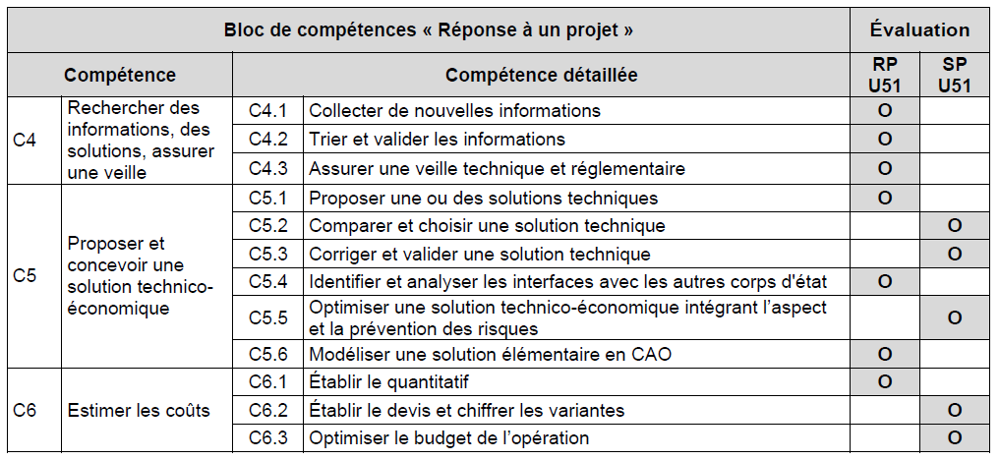 Bloc de compétences « Réponse à un projet »
Évaluation
Compétence
Compétence détaillée
RP
U51
SP
U51
C4
Rechercher des
informations, des
solutions, assurer
une veille
C4.1 Collecter de nouvelles informations O
C4.2 Trier et valider les informations O
C4.3 Assurer une veille technique et réglementaire O
C5
Proposer et
concevoir une
solution technico-
économique
C5.1 Proposer une ou des solutions techniques O
C5.2 Comparer et choisir une solution technique O
C5.3 Corriger et valider une solution technique O
C5.4 Identifier et analyser les interfaces avec les autres corps d'état O
C5.5 Optimiser une solution technico-économique intégrant l’aspect
et la prévention des risques O
C5.6 Modéliser une solution élémentaire en CAO O
C6
Estimer les coûts
C6.1 Établir le quantitatif O
C6.2 Établir le devis et chiffrer les variantes O
C6.3 Optimiser le budget de l’opération O